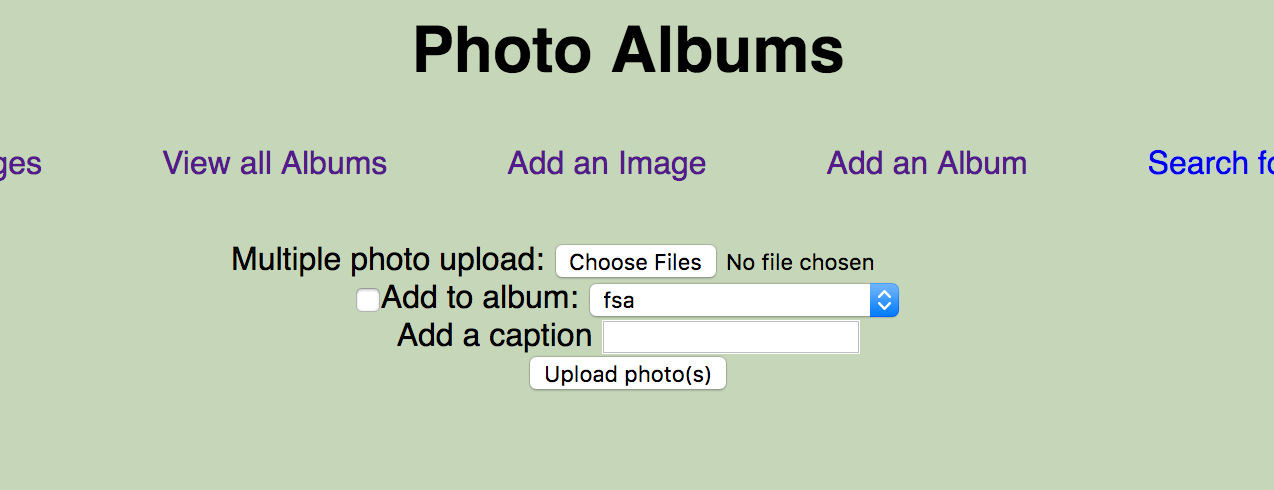 Photo Albums
ges View all Albums Add an Image Add an Album Search fo
Multiple photo upload: Choose Files No file chosen
Add to album: fsa
Add a caption
Upload photo(s)